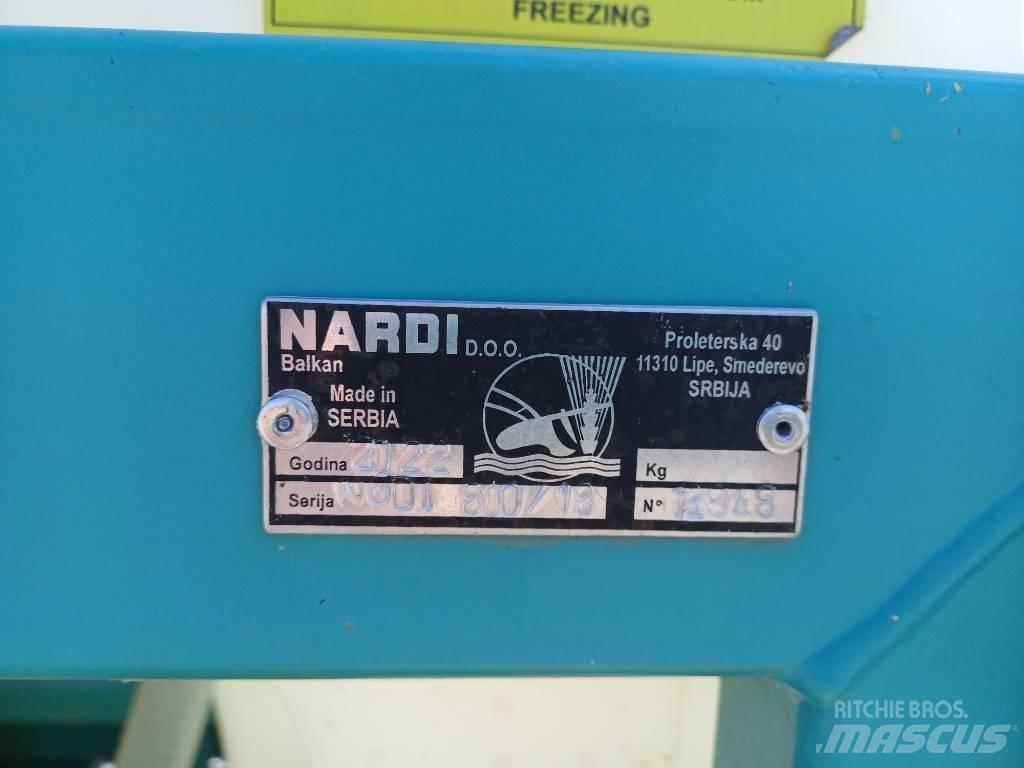 FREEZING
NARDI D.O.O.
Balkan
Made in
SERBIA
Proleterska 40
11310 Lipe, Smederevo
SRBIJA
Godina 2022
Kg
Serija NGDI 800/18
N° 12948
RITCHIE BROS.
MASCUS